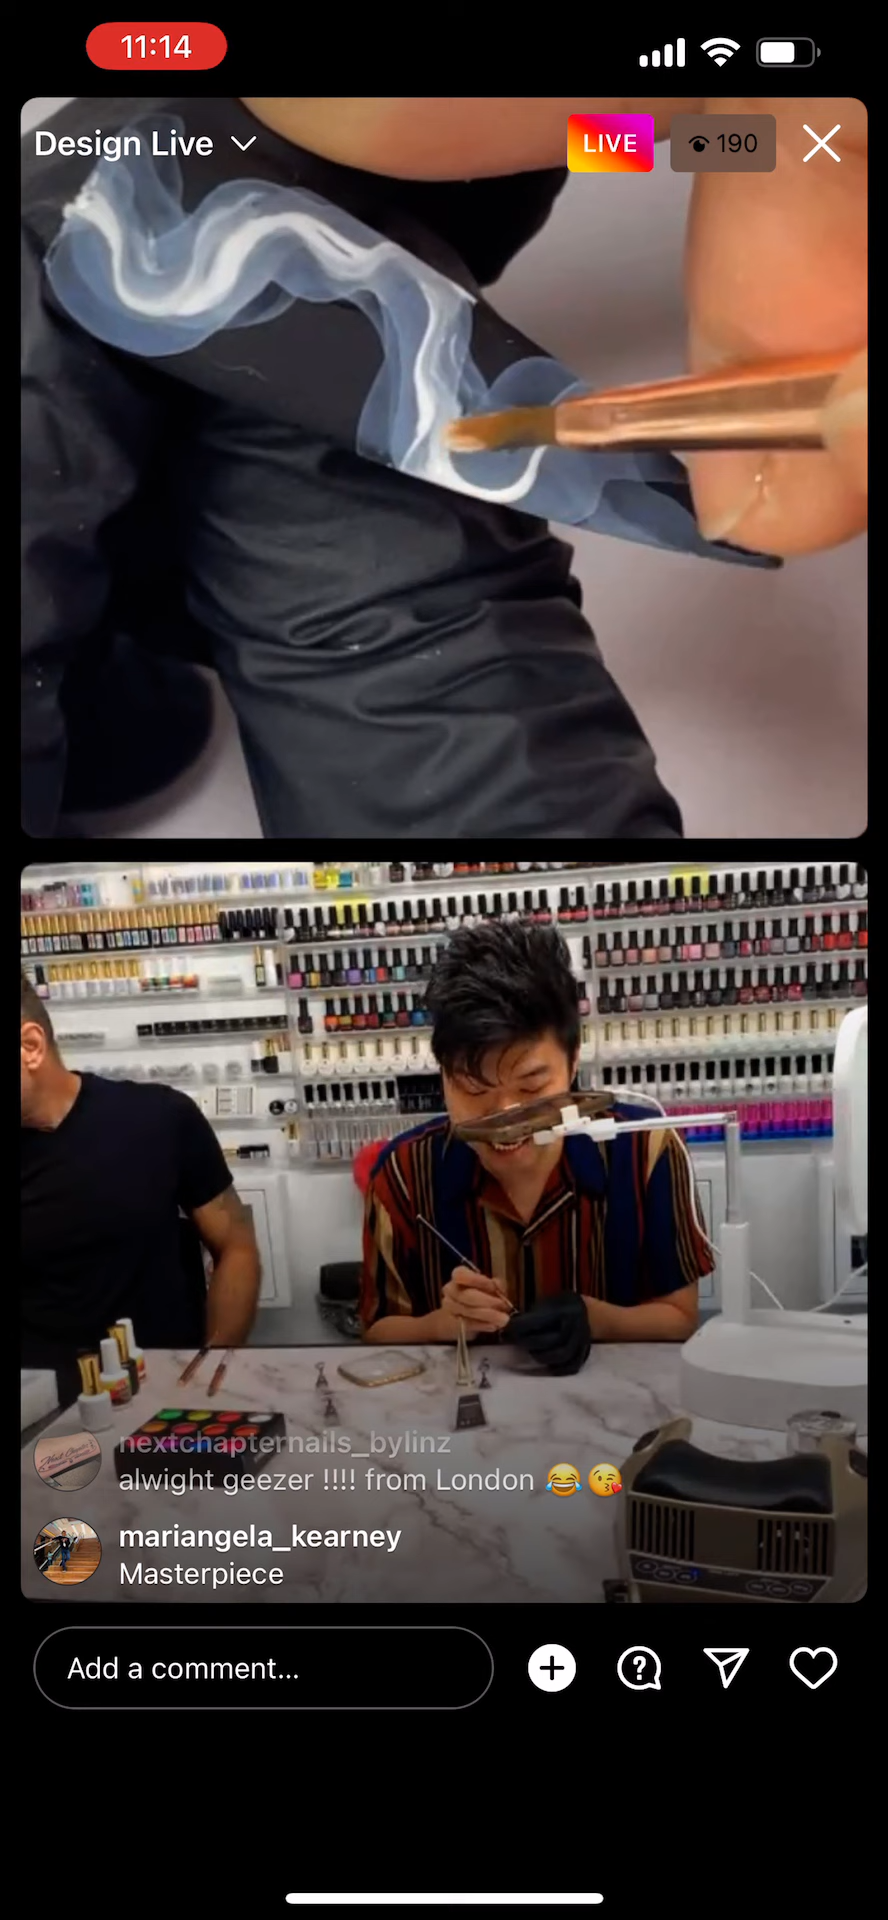 11:14
Design Live
LIVE
190
nextchapternails_bylinz
alwight geezer !!!! from London 😂 😘
mariangela_kearney
Masterpiece
Add a comment...